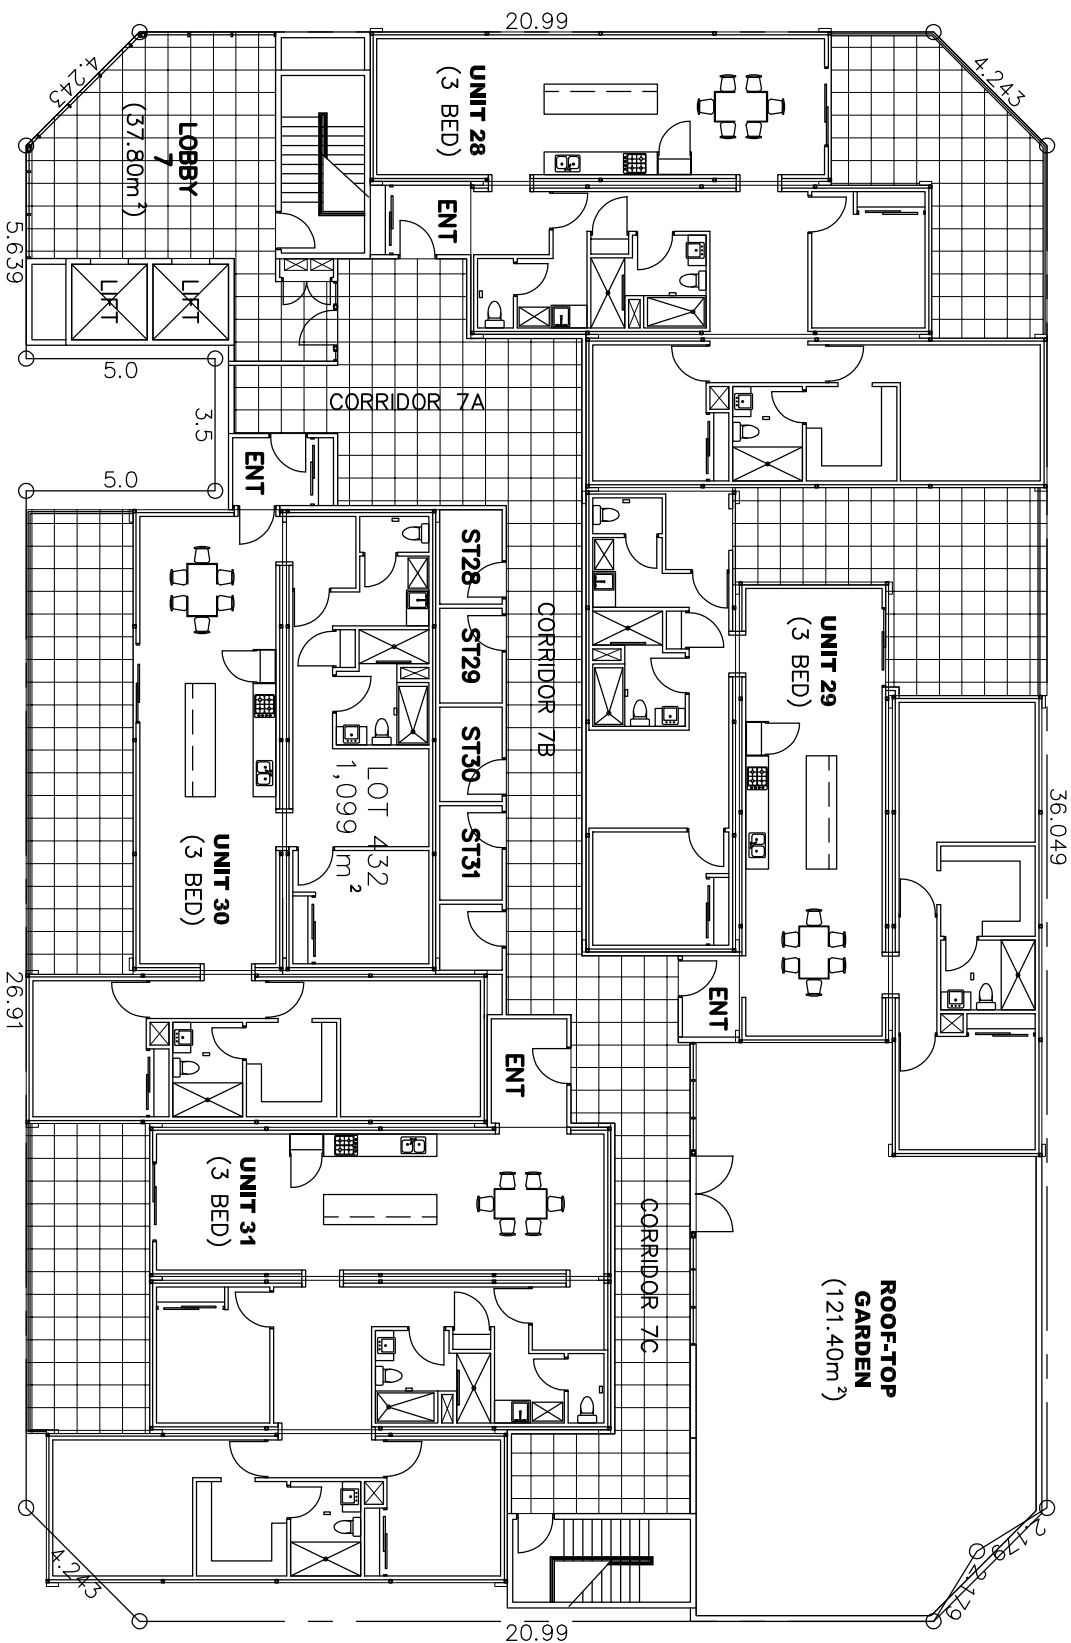 20.99
4.243
4.243
LOBBY
7
(37.80m²)
UNIT 28
(3 BED)
ENT
5.639
LIFT
LIFT
5.0
3.5
CORRIDOR 7A
5.0
ENT
ST28
ST29
ST30
ST31
CORRIDOR 7B
UNIT 29
(3 BED)
36.049
LOT 432
1,099 m²
UNIT 30
(3 BED)
26.91
ENT
ENT
UNIT 31
(3 BED)
CORRIDOR 7C
ROOF-TOP
GARDEN
(121.40m²)
2.179
4.243
20.99